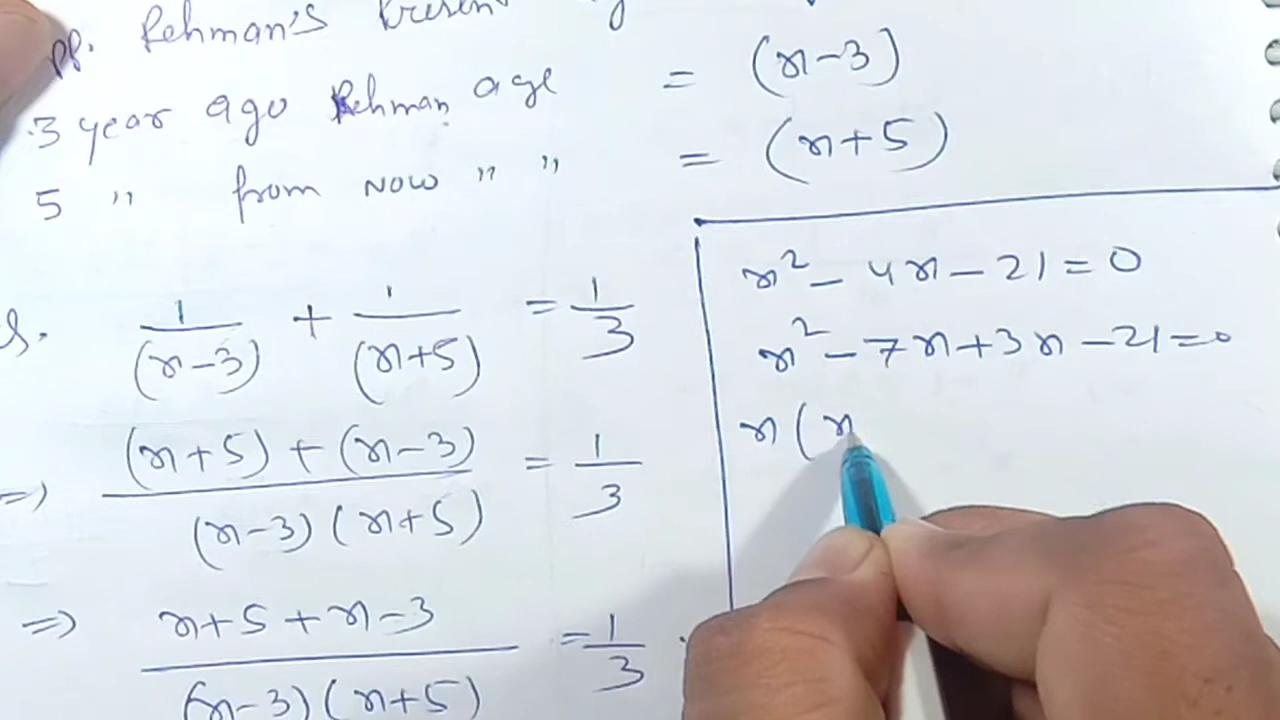 Rehman's Present
3 year ago Rehman age = (x-3)
5 " from NOW " " = (x+5)
1/(x-3) + 1/(x+5) = 1/3
=> (x+5)+(x-3)/(x-3)(x+5) = 1/3
=> x+5+x-3/(x-3)(x+5) = 1/3
x²-4x-21=0
x²-7x+3x-21=0
x(x